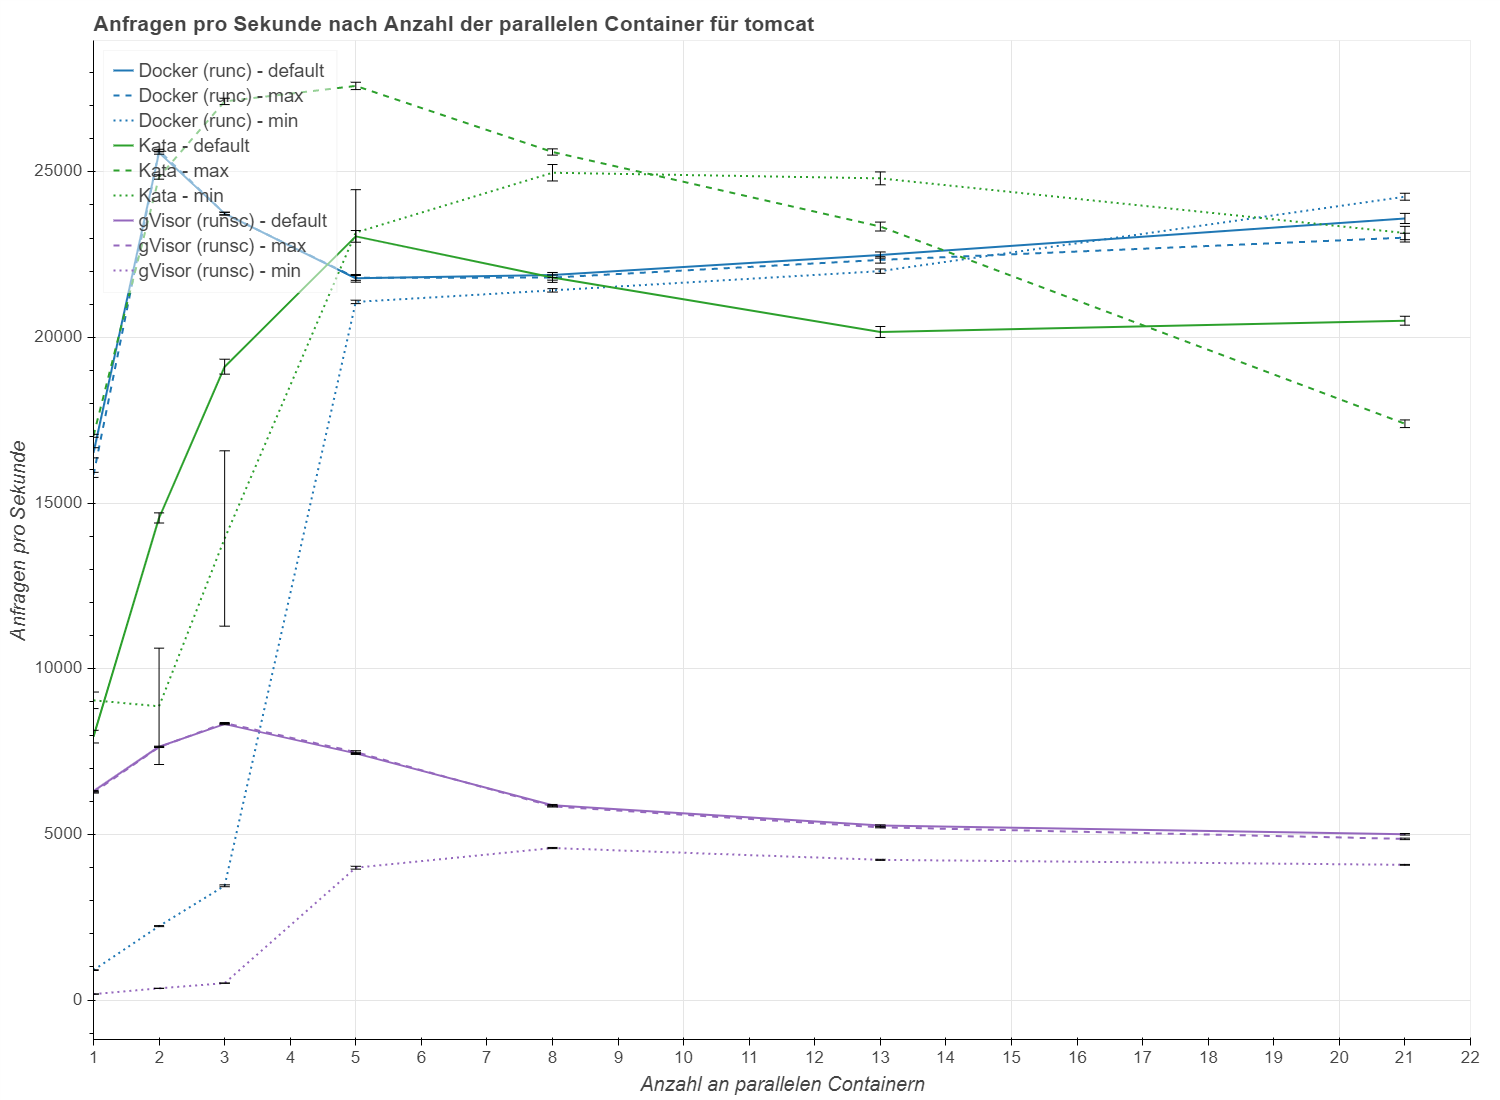 Anfragen pro Sekunde nach Anzahl der parallelen Container für tomcat
Docker (runc) - default
Docker (runc) - max
Docker (runc) - min
Kata - default
Kata - max
Kata - min
gVisor (runsc) - default
gVisor (runsc) - max
gVisor (runsc) - min
Anfragen pro Sekunde
25000
20000
15000
10000
5000
0
1 2 3 4 5 6 7 8 9 10 11 12 13 14 15 16 17 18 19 20 21 22
Anzahl an parallelen Containern